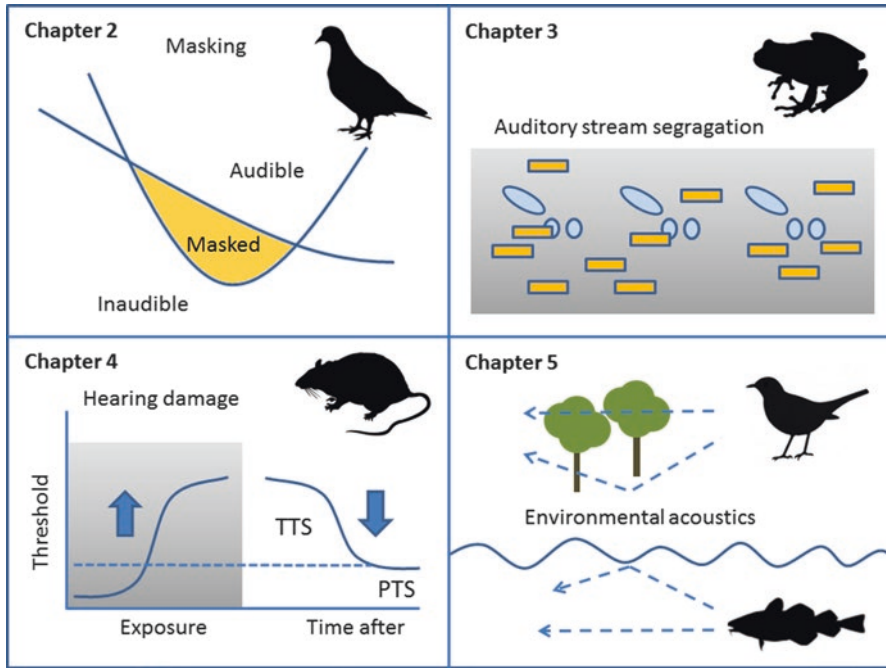 Chapter 2
Masking
Audible
Masked
Inaudible
Chapter 3
Auditory stream segragation
Chapter 4
Hearing damage
Threshold
TTS
PTS
Exposure
Time after
Chapter 5
Environmental acoustics